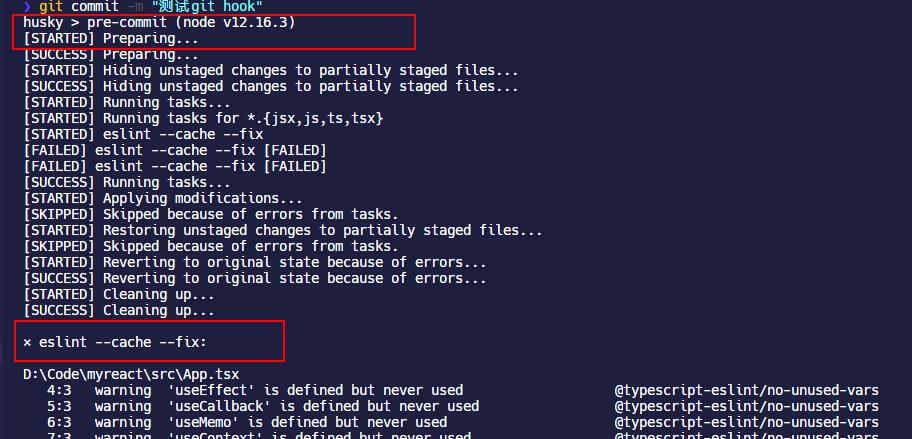 ❯ git commit -m "测试git hook"
husky > pre-commit (node v12.16.3)
[STARTED] Preparing...
[SUCCESS] Preparing...
[STARTED] Hiding unstaged changes to partially staged files...
[SUCCESS] Hiding unstaged changes to partially staged files...
[STARTED] Running tasks...
[STARTED] Running tasks for *.{jsx,js,ts,tsx}
[STARTED] eslint --cache --fix
[FAILED] eslint --cache --fix [FAILED]
[FAILED] eslint --cache --fix [FAILED]
[SUCCESS] Running tasks...
[STARTED] Applying modifications...
[SKIPPED] Skipped because of errors from tasks.
[STARTED] Restoring unstaged changes to partially staged files...
[SKIPPED] Skipped because of errors from tasks.
[STARTED] Reverting to original state because of errors...
[SUCCESS] Reverting to original state because of errors...
[STARTED] Cleaning up...
[SUCCESS] Cleaning up...
× eslint --cache --fix:
D:\Code\myreact\src\App.tsx
4:3 warning 'useEffect' is defined but never used @typescript-eslint/no-unused-vars
5:3 warning 'useCallback' is defined but never used @typescript-eslint/no-unused-vars
6:3 warning 'useMemo' is defined but never used @typescript-eslint/no-unused-vars
7:3 warning 'useContext' is defined but never used @typescript-eslint/no-unused-vars